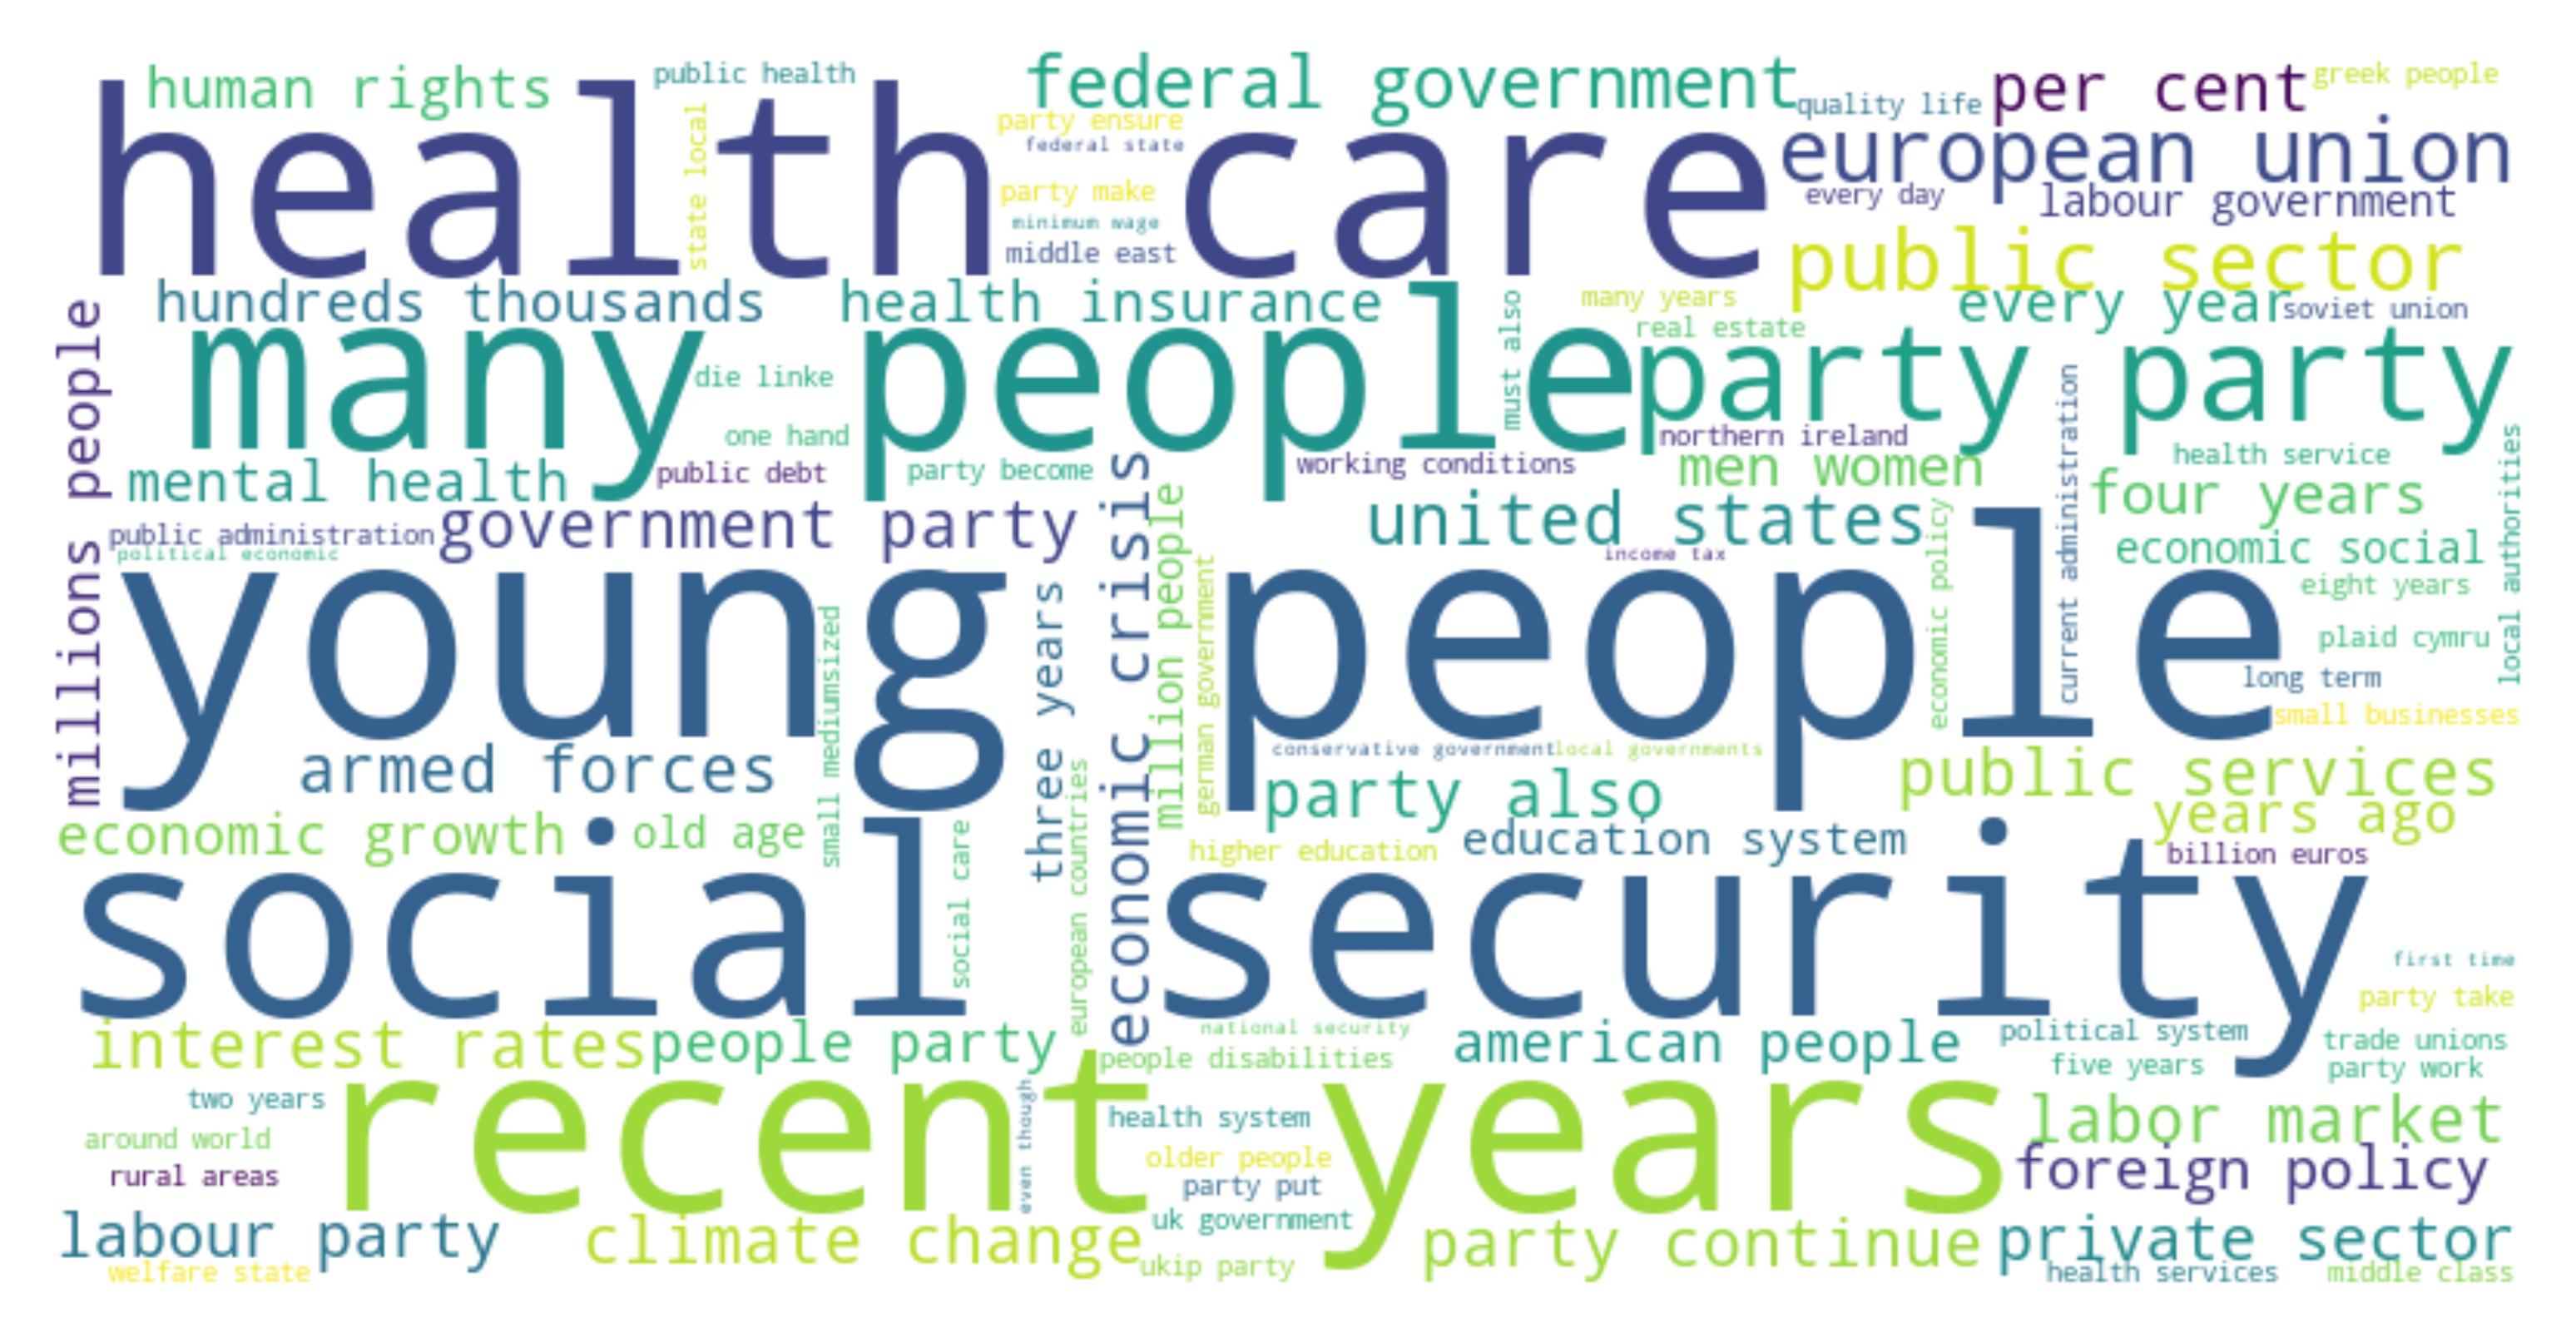 human rights
public health
federal government
per cent
greek people
quality life
health care
state local
party ensure
federal state
european union
party make
every day
labour government
minimum wage
middle east
public sector
hundreds thousands
health insurance
must also
many years
every year
soviet union
real estate
millions people
many people
party party
die linke
one hand
northern ireland
current administration
mental health
public debt
party become
working conditions
men women
health service
local authorities
four years
public administration
government party
economic crisis
million people
united states
economic policy
political economic
income tax
economic social
german government
young people
eight years
three years
small mediumsized
plaid cymru
long term
small businesses
armed forces
conservative government
local governments
public services
european countries
party also
years ago
economic growth
old age
social care
higher education
education system
billion euros
social security
first time
party take
interest rates
people party
national security
american people
political system
trade unions
people disabilities
five years
party work
two years
recent years
even though
health system
labor market
around world
older people
rural areas
party put
foreign policy
labour party
climate change
uk government
party continue
private sector
welfare state
ukip party
health services
middle class